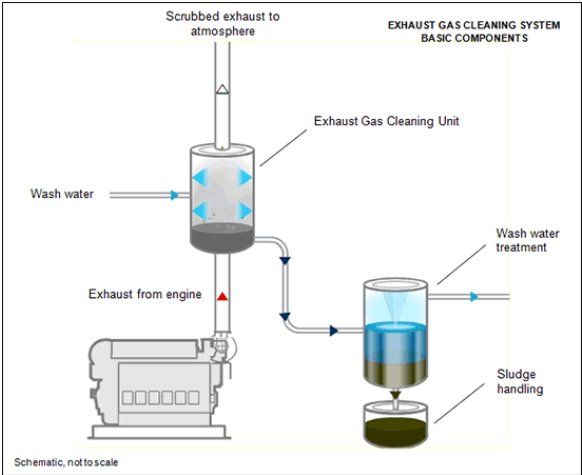 Scrubbed exhaust to
atmosphere
EXHAUST GAS CLEANING SYSTEM
BASIC COMPONENTS
Exhaust Gas Cleaning Unit
Wash water
Wash water
treatment
Exhaust from engine
Sludge
handling
Schematic, not to scale